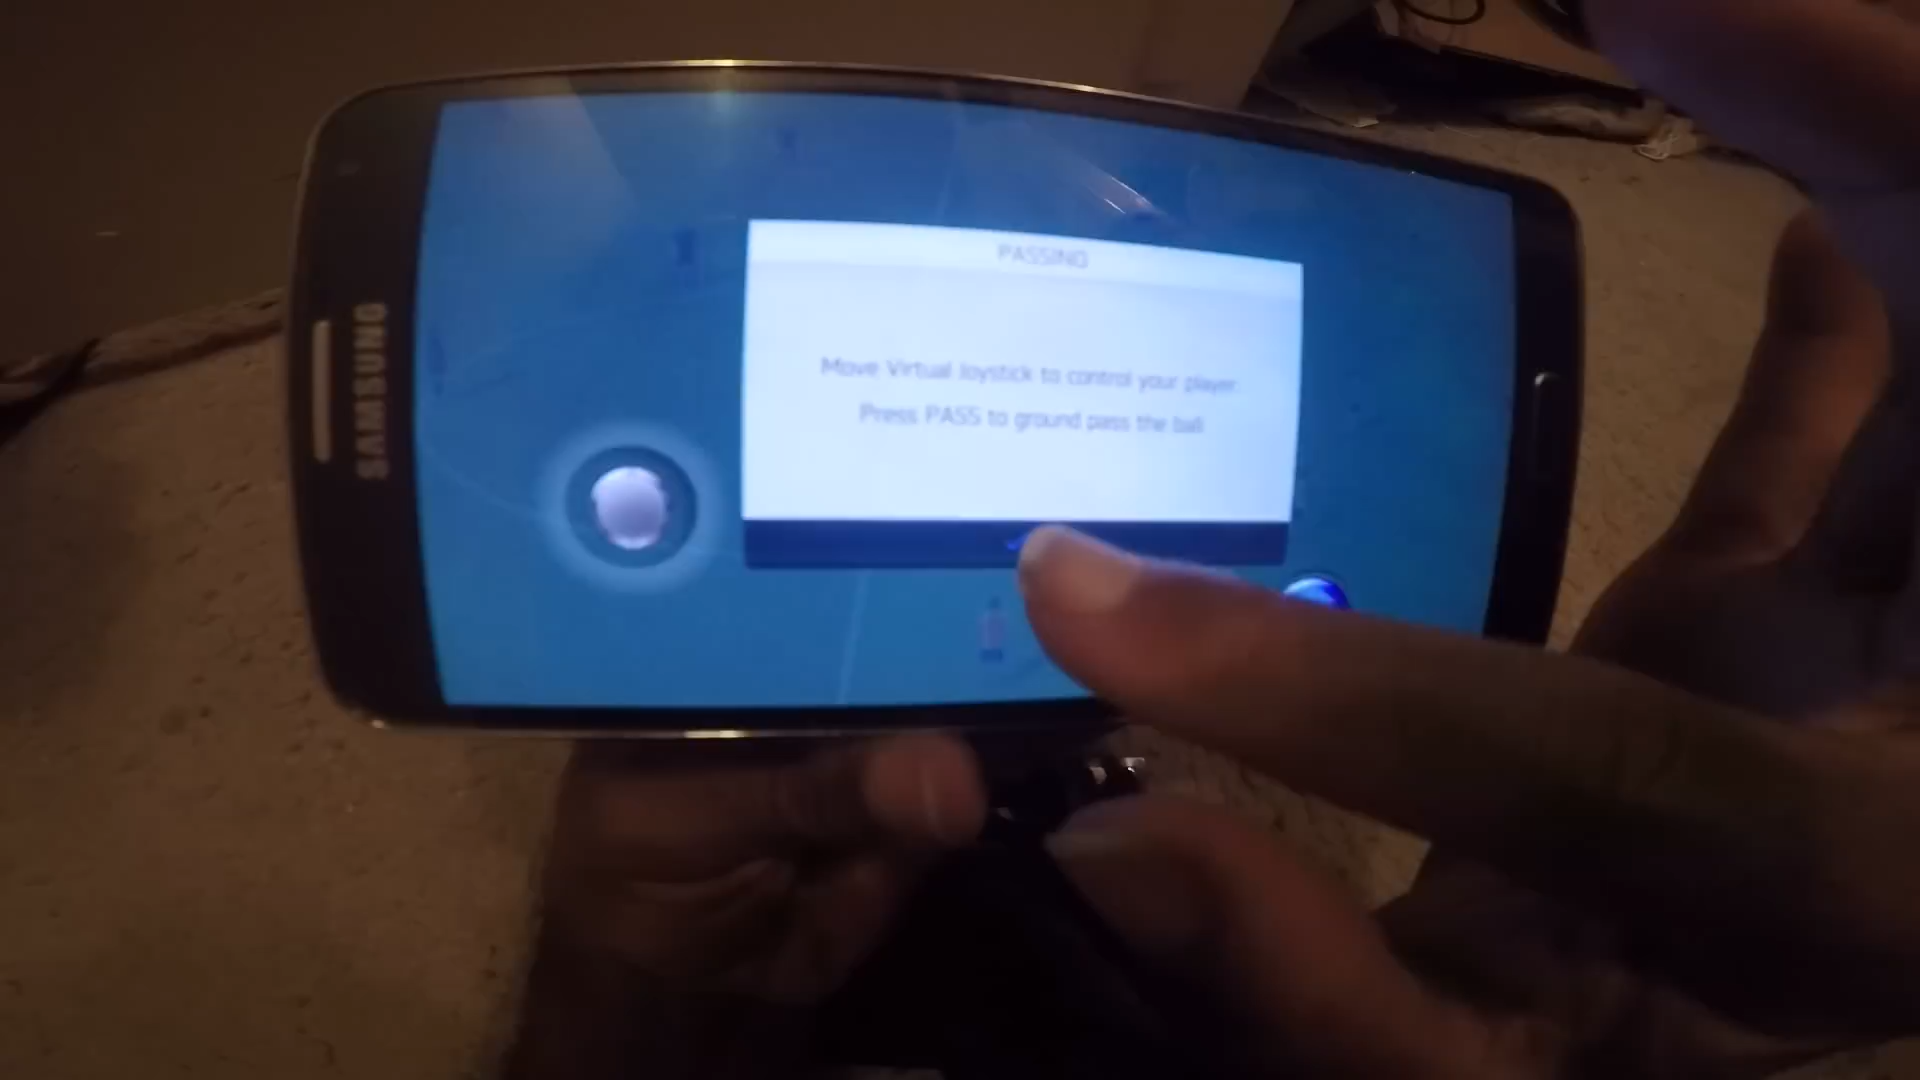 SAMSUNG
PASSING
Move Virtual Joystick to control your player.
Press PASS to ground pass the ball